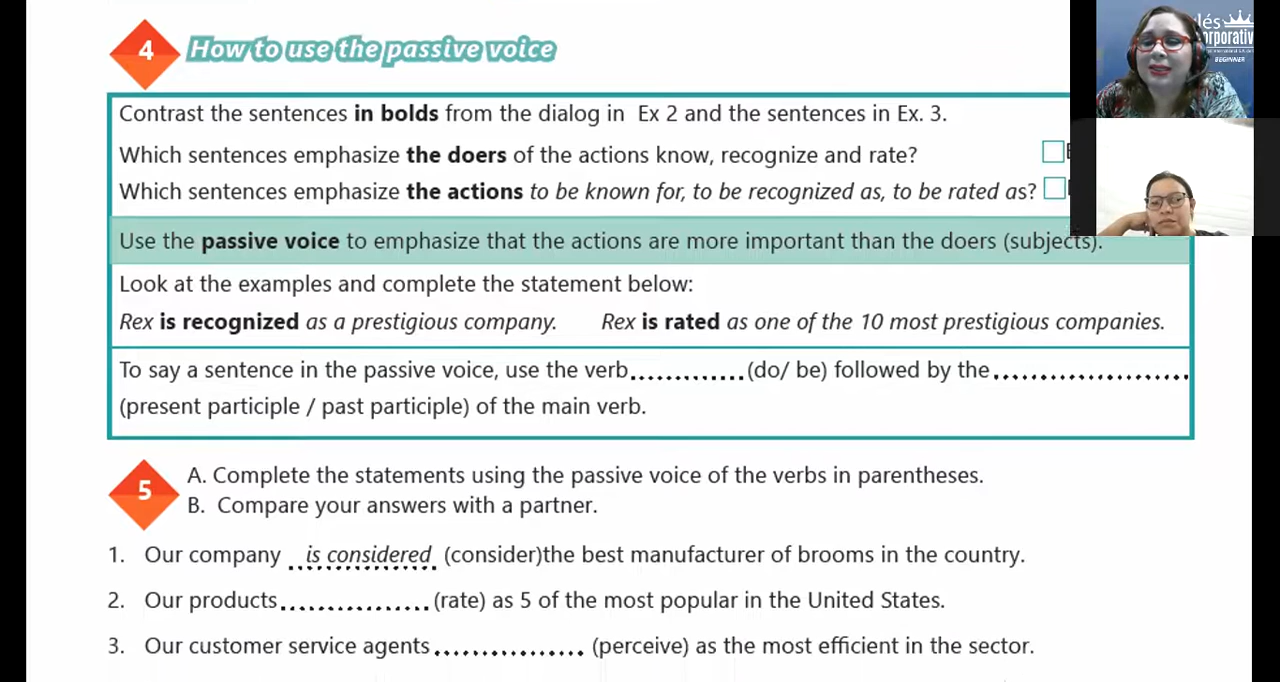 4 How to use the passive voice
Contrast the sentences in bolds from the dialog in Ex 2 and the sentences in Ex. 3.
Which sentences emphasize the doers of the actions know, recognize and rate?
Which sentences emphasize the actions to be known for, to be recognized as, to be rated as?
Use the passive voice to emphasize that the actions are more important than the doers (subjects).
Look at the examples and complete the statement below:
Rex is recognized as a prestigious company. Rex is rated as one of the 10 most prestigious companies.
To say a sentence in the passive voice, use the verb............. (do/ be) followed by the......................
(present participle / past participle) of the main verb.
5 A. Complete the statements using the passive voice of the verbs in parentheses.
B. Compare your answers with a partner.
1. Our company is considered (consider)the best manufacturer of brooms in the country.
2. Our products................ (rate) as 5 of the most popular in the United States.
3. Our customer service agents................ (perceive) as the most efficient in the sector.
BEGINNER